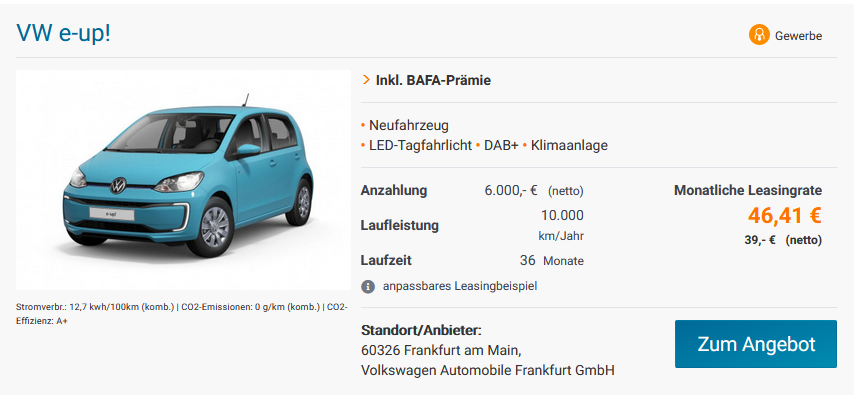 VW e-up!
Gewerbe
> Inkl. BAFA-Prämie
• Neufahrzeug
• LED-Tagfahrlicht • DAB+ • Klimaanlage
Anzahlung 6.000,- € (netto)
Laufleistung 10.000 km/Jahr
Laufzeit 36 Monate
anpassbares Leasingbeispiel
Monatliche Leasingrate
46,41 €
39,- € (netto)
e-up!
Stromverbr.: 12,7 kwh/100km (komb.) | CO2-Emissionen: 0 g/km (komb.) | CO2-
Effizienz: A+
Standort/Anbieter:
60326 Frankfurt am Main,
Volkswagen Automobile Frankfurt GmbH
Zum Angebot